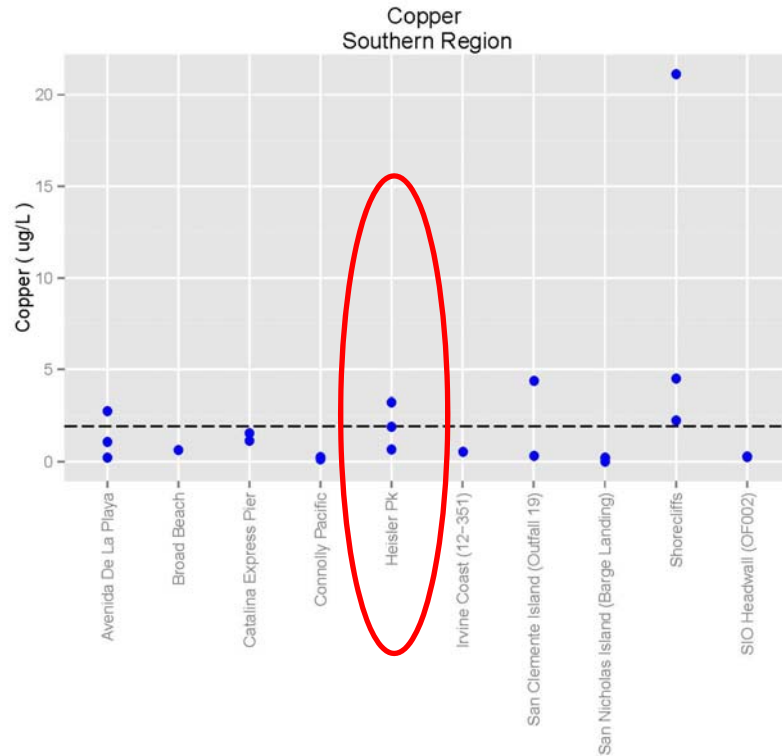 Copper
Southern Region
Copper ( ug/L )
20
15
10
5
0
Avenida De La Playa
Broad Beach
Catalina Express Pier
Connolly Pacific
Heisler Pk
Irvine Coast (12-351)
San Clemente Island (Outfall 19)
San Nicholas Island (Barge Landing)
Shorecliffs
SIO Headwall (OF002)